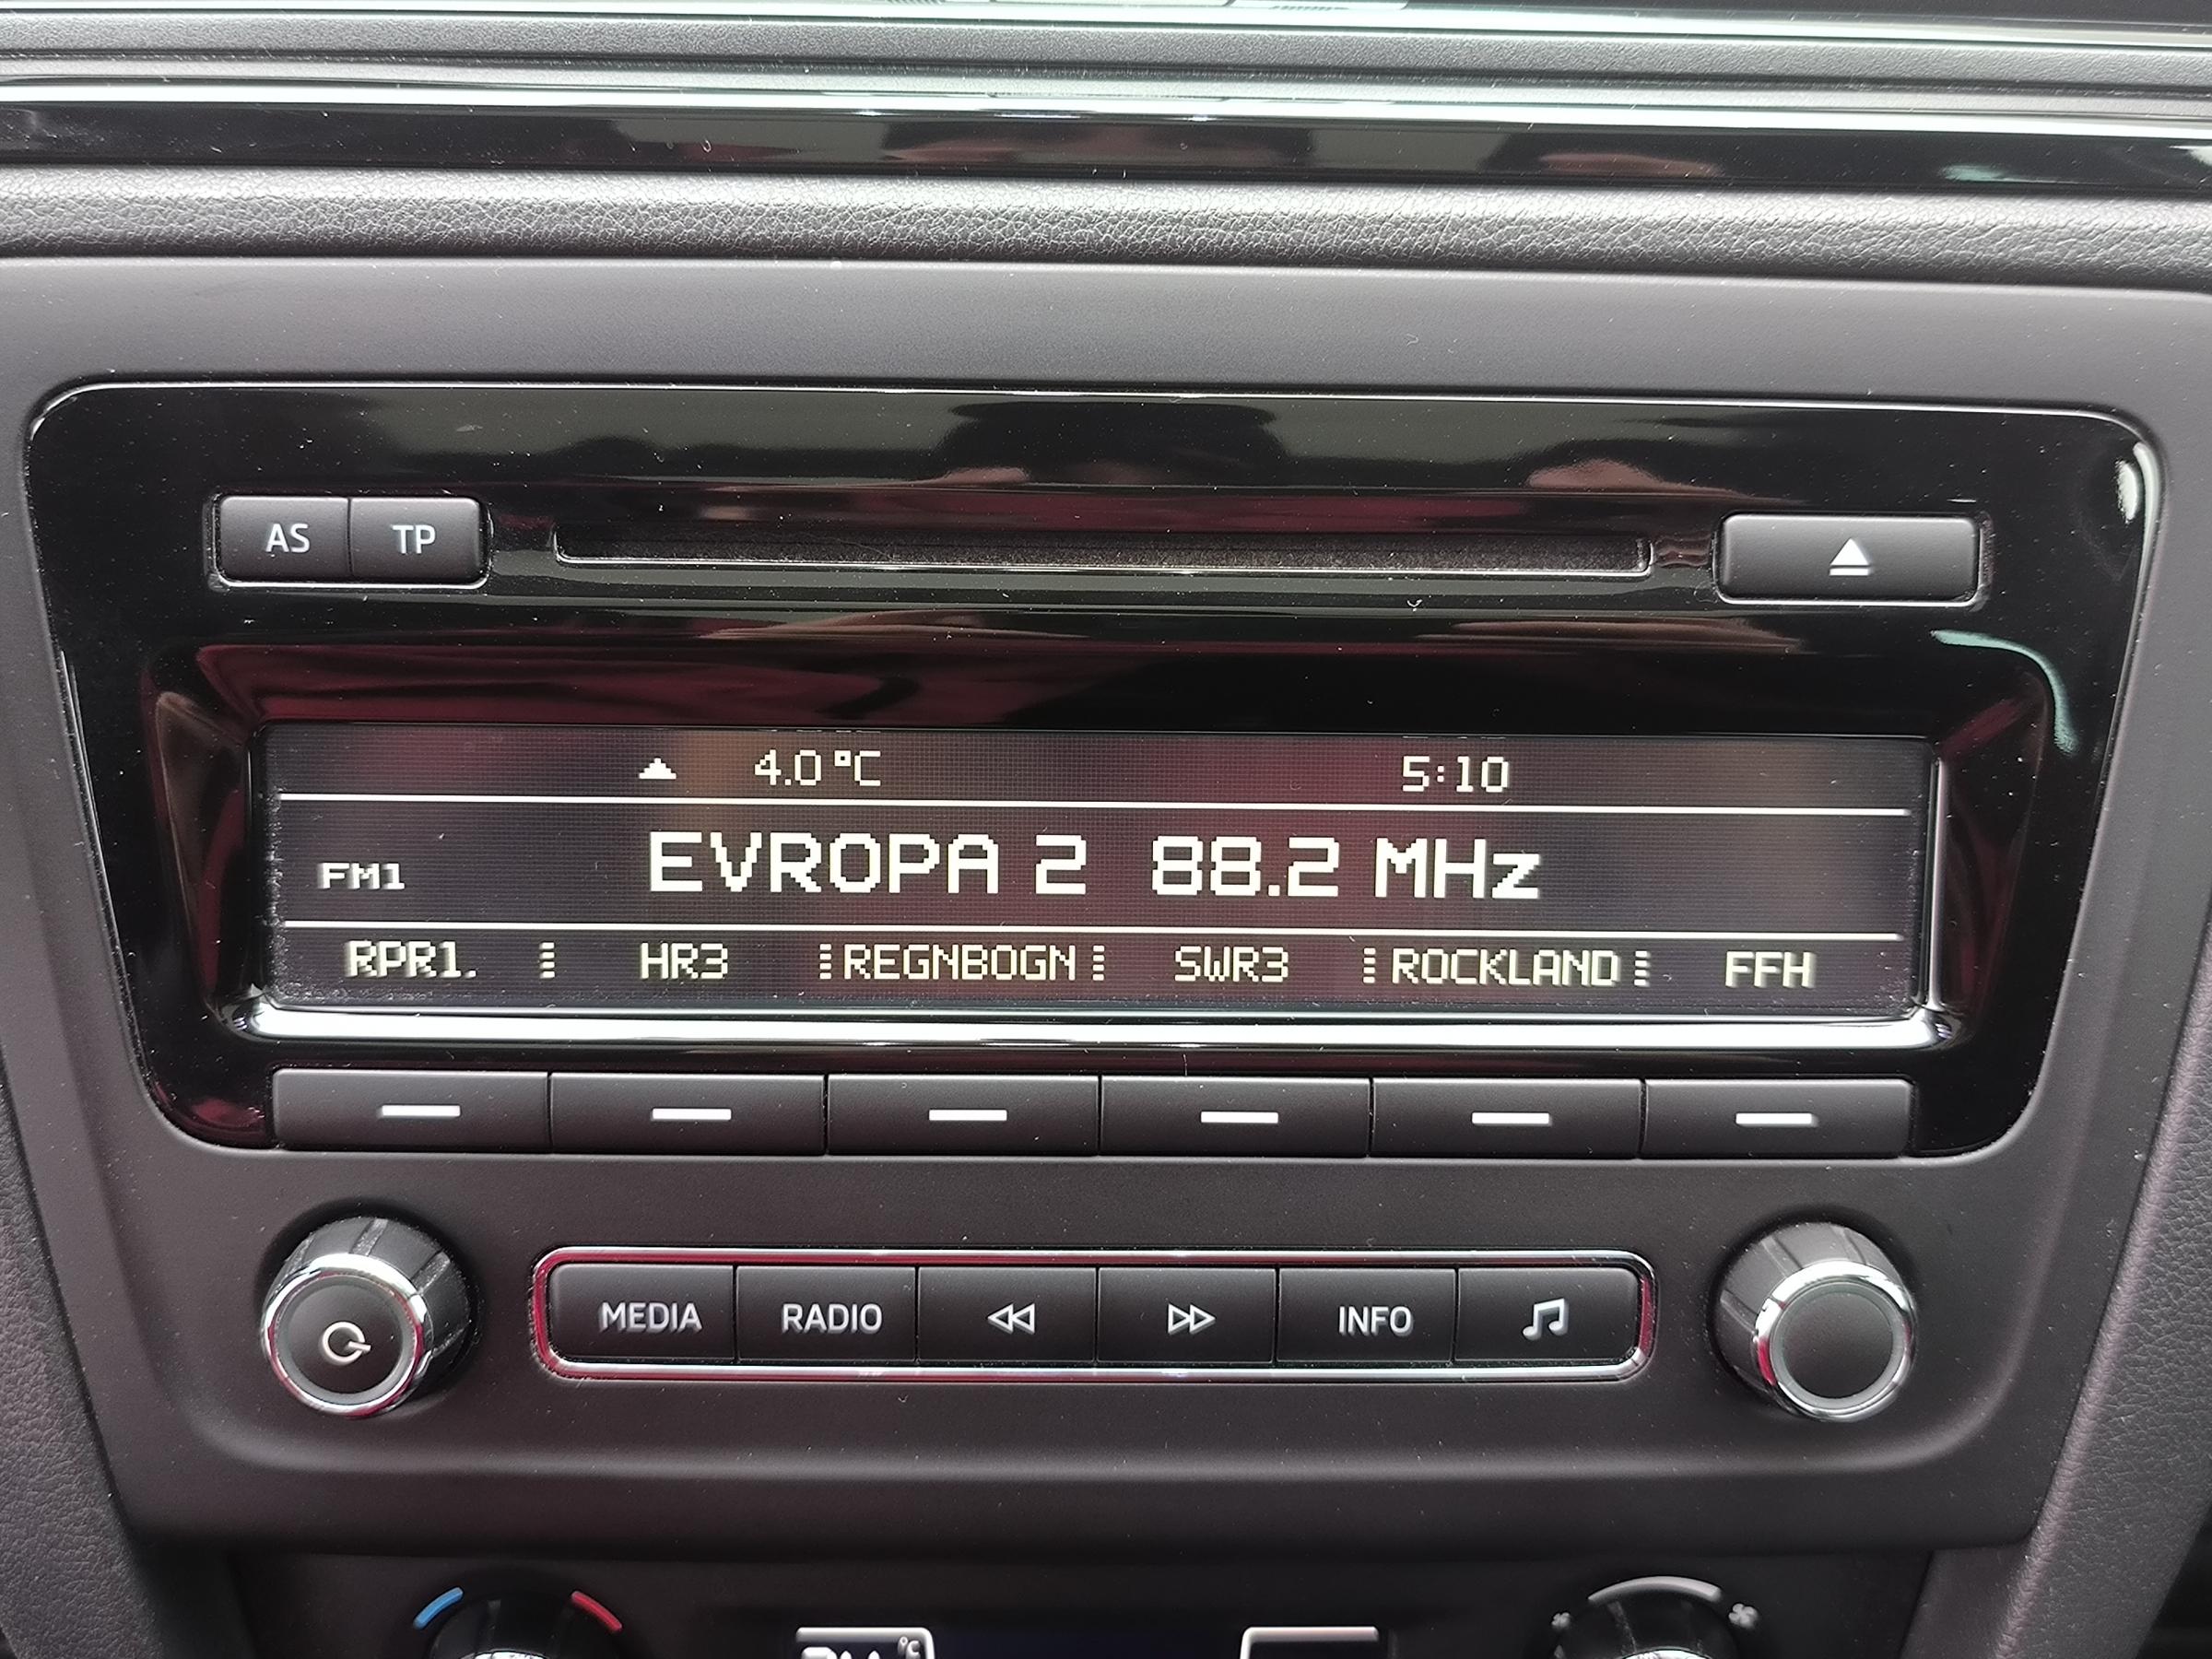 AS TP
4.0 °C 5:10
FM1 EVROPA 2 88.2 MHz
RPR1. HR3 REGNBOGN SWR3 ROCKLAND FFH
MEDIA RADIO INFO
°C